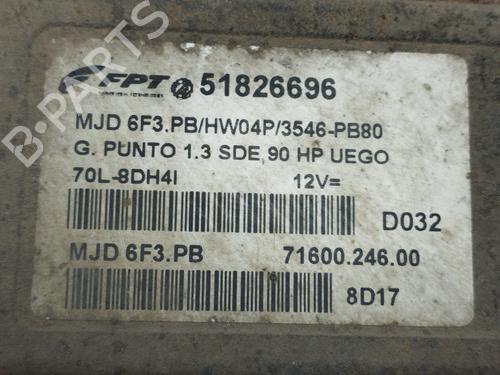 FPT 51826696
MJD 6F3.PB/HW04P/3546-PB80
G. PUNTO 1.3 SDE 90 HP UEGO
70L-8DH4I 12V=
D032
MJD 6F3.PB 71600.246.00
8D17
B-PARTS